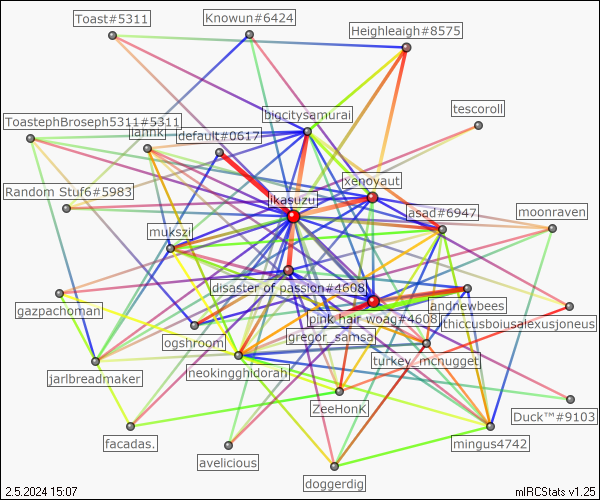 Toast#5311
Knowun#6424
Heighleaigh#8575
tescoroll
bigcitysamurai
ToastephBroseph5311#5311
Iahnk
default#0617
xenoyaut
Random Stuf6#5983
ikasuzu
asad#6947
moonraven
mukszi
disaster of passion#4608
andnewbees
gazpachoman
pink hair woag#4608
thiccusboiusalexusjoneus
ogshroom
gregor_samsa
turkey_mcnugget
neokingghidorah
jarlbreadmaker
ZeeHonK
Duck™#9103
facadas.
mingus4742
avelicious
doggerdig
2.5.2024 15:07
mIRCStats v1.25